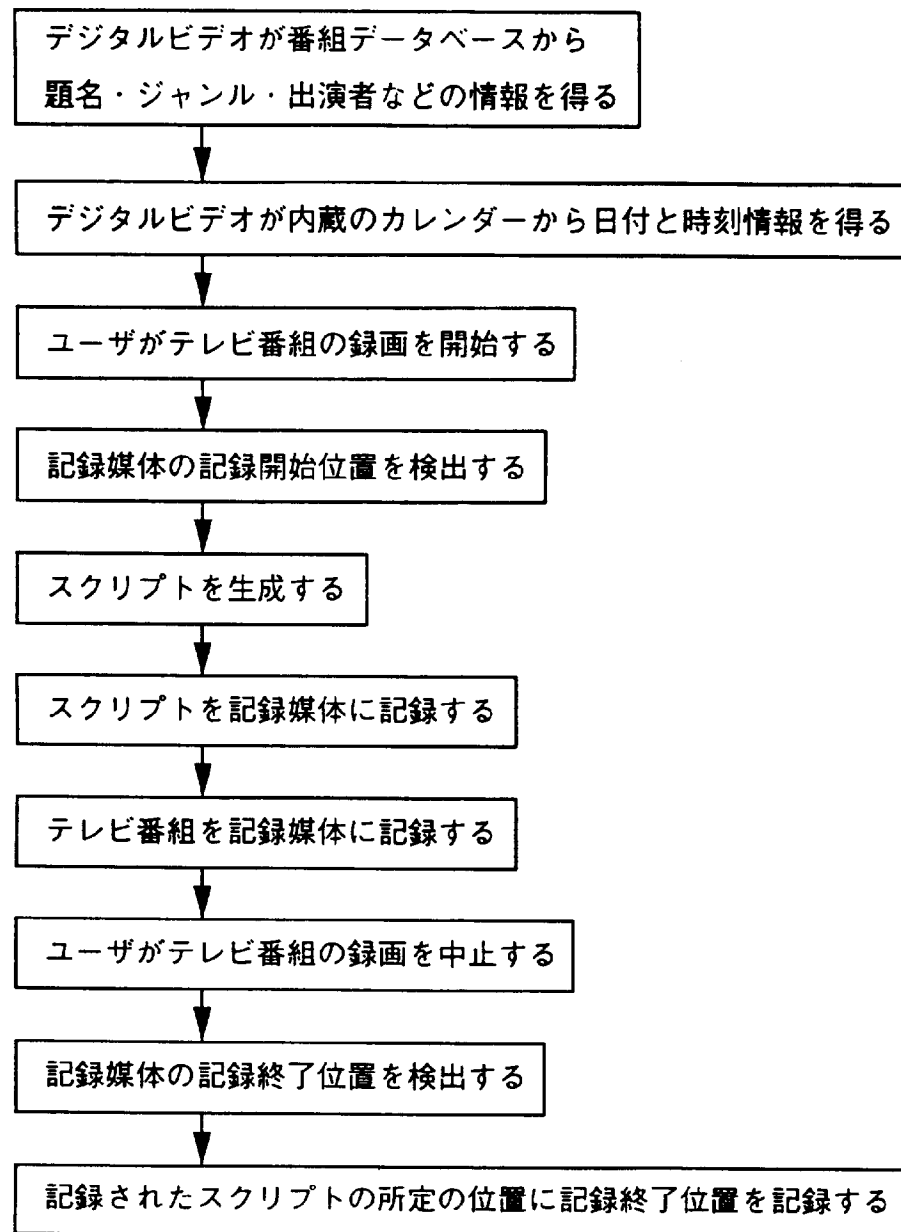 デジタルビデオが番組データベースから
題名・ジャンル・出演者などの情報を得る
デジタルビデオが内蔵のカレンダーから日付と時刻情報を得る
ユーザがテレビ番組の録画を開始する
記録媒体の記録開始位置を検出する
スクリプトを生成する
スクリプトを記録媒体に記録する
テレビ番組を記録媒体に記録する
ユーザがテレビ番組の録画を中止する
記録媒体の記録終了位置を検出する
記録されたスクリプトの所定の位置に記録終了位置を記録する